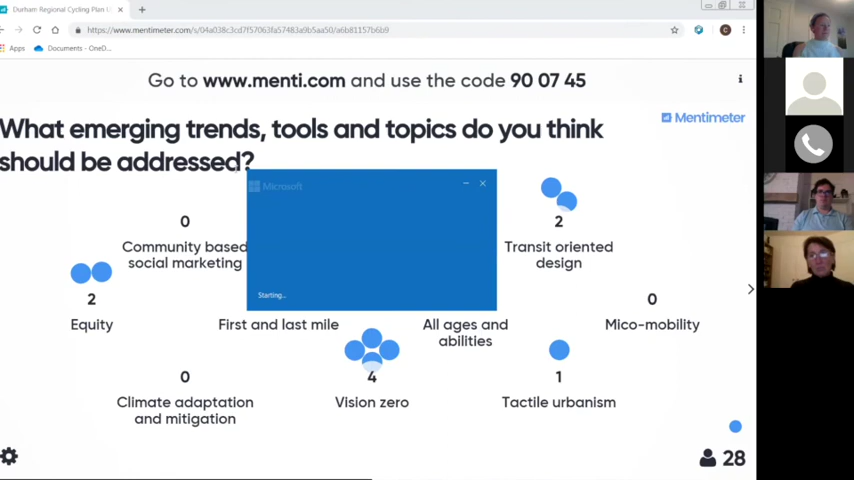 Durham Regional Cycling Plan U
https://www.mentimeter.com/s/04a038c3cd7f57063fa57483a9b5aa50/a6b81157b6b9
C
Apps
Documents - OneD...
Go to www.menti.com and use the code 90 07 45
i
Mentimeter
What emerging trends, tools and topics do you think
should be addressed?
Microsoft
Starting...
0
Community based
social marketing
2
Transit oriented
design
2
Equity
First and last mile
All ages and
abilities
0
Mico-mobility
0
Climate adaptation
and mitigation
4
Vision zero
1
Tactile urbanism
28